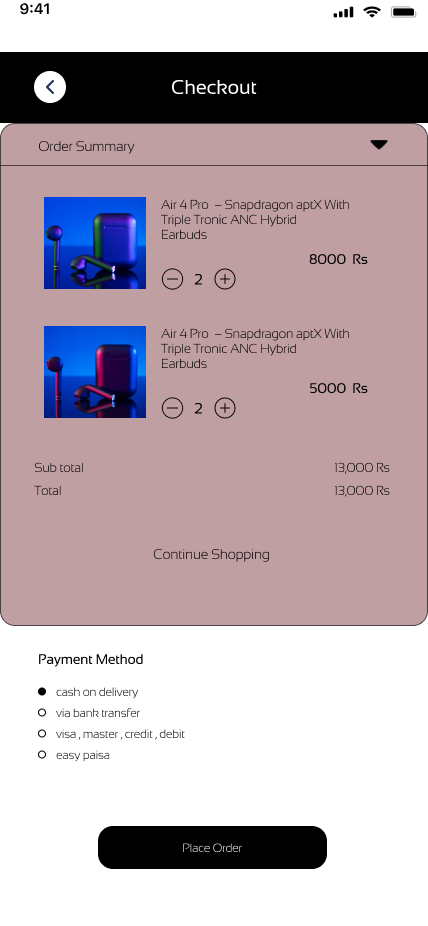 9:41
Checkout
Order Summary
Air 4 Pro – Snapdragon aptX With
Triple Tronic ANC Hybrid
Earbuds
8000 Rs
2
Air 4 Pro – Snapdragon aptX With
Triple Tronic ANC Hybrid
Earbuds
5000 Rs
2
Sub total 13,000 Rs
Total 13,000 Rs
Continue Shopping
Payment Method
cash on delivery
via bank transfer
visa , master , credit , debit
easy paisa
Place Order